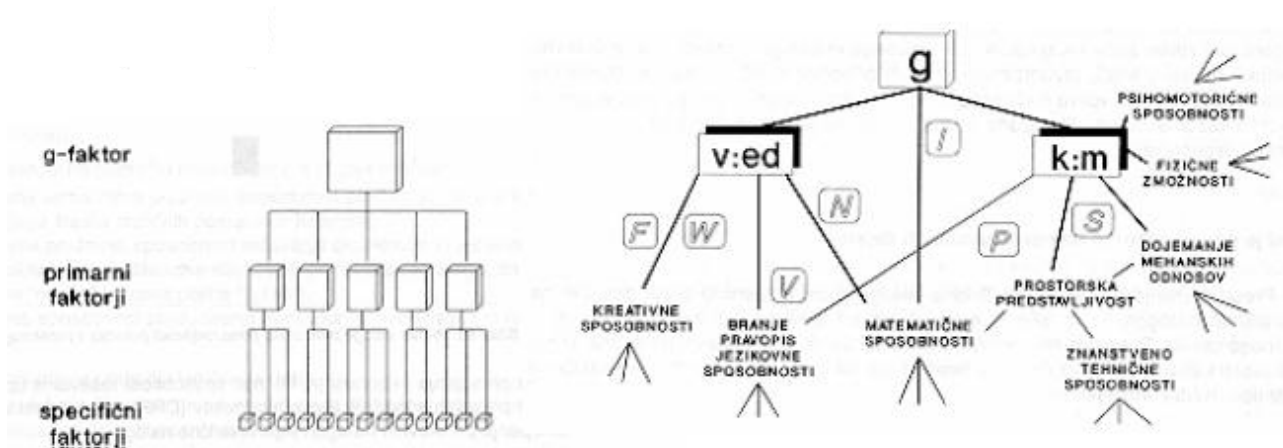 g-faktor
primarni
faktorji
specifični
faktorji
g
v:ed
k:m
I
F
W
N
V
P
S
PSIHOMOTORIČNE
SPOSOBNOSTI
FIZIČNE
ZMOŽNOSTI
DOJEMANJE
MEHANSKIH
ODNOSOV
PROSTORSKA
PREDSTAVLJIVOST
KREATIVNE
SPOSOBNOSTI
BRANJE
PRAVOPIS
JEZIKOVNE
SPOSOBNOSTI
MATEMATIČNE
SPOSOBNOSTI
ZNANSTVENO
TEHNIČNE
SPOSOBNOSTI